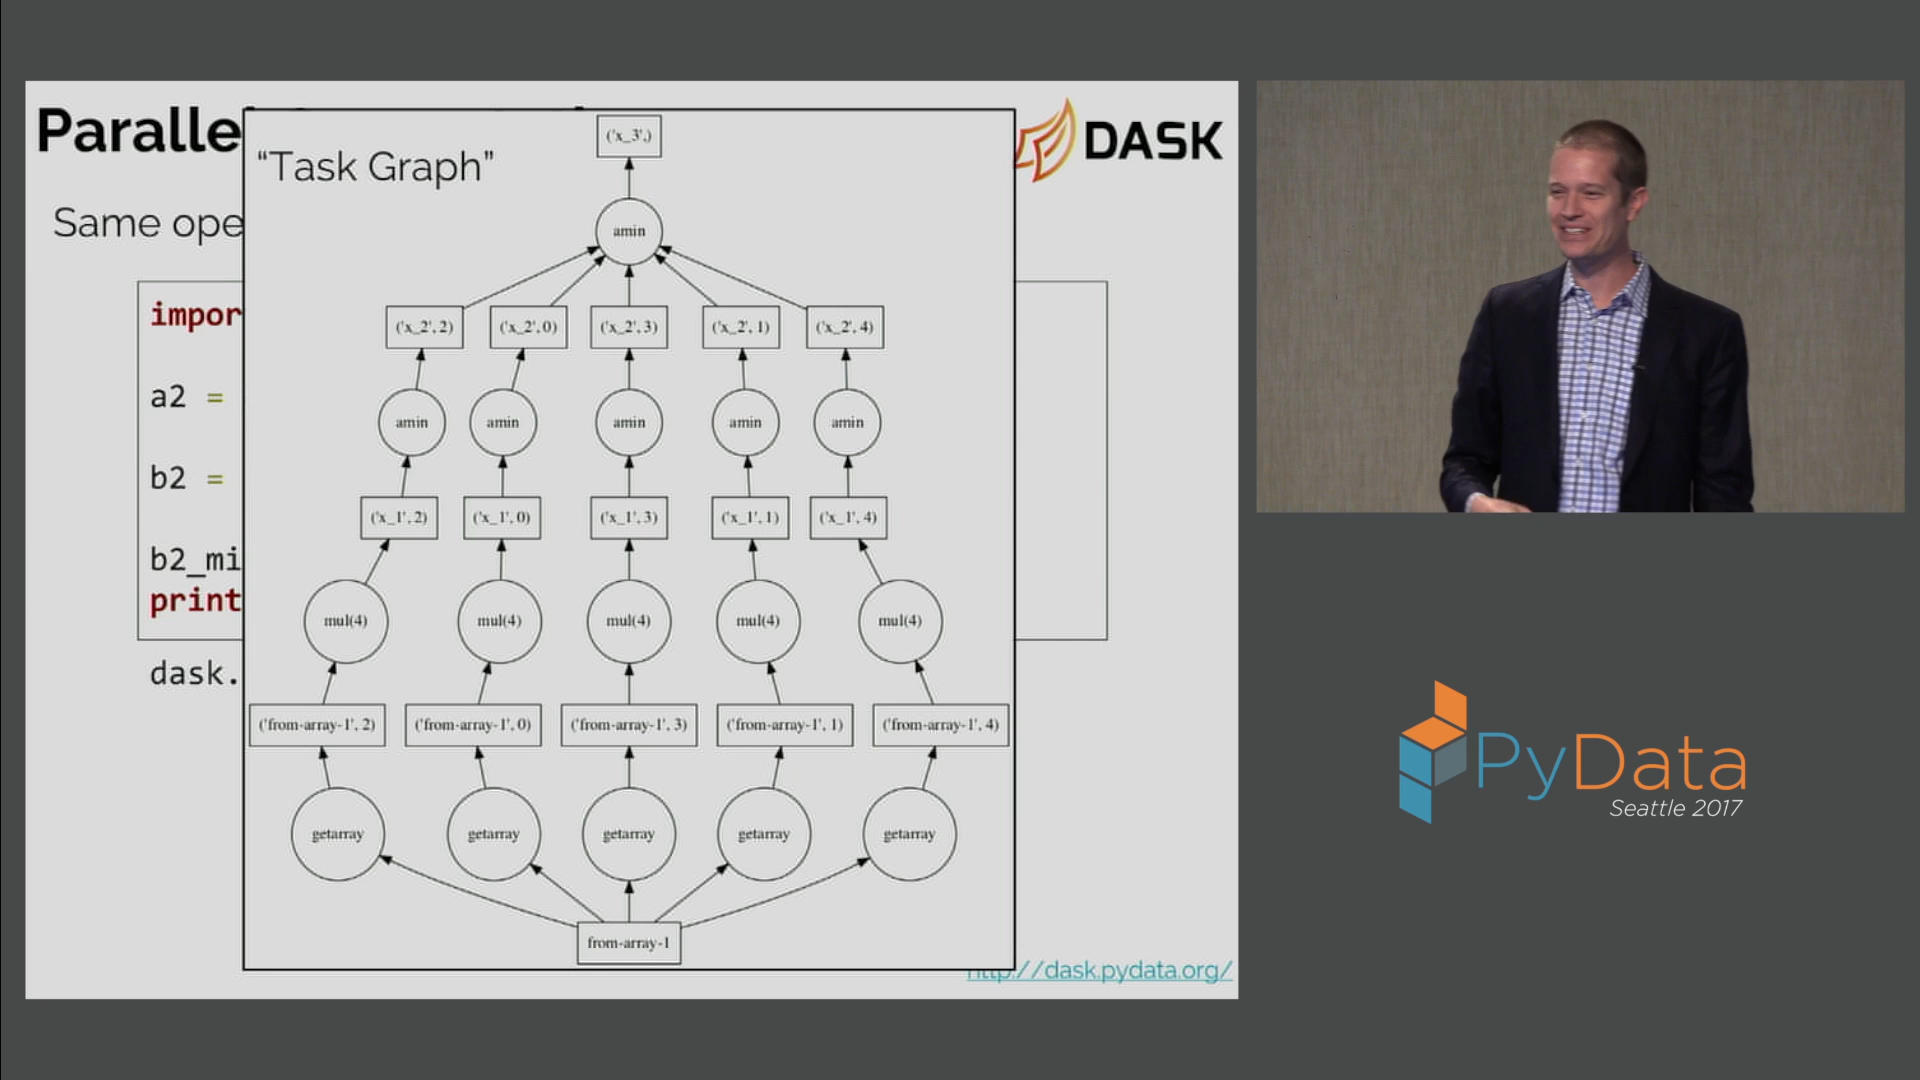 Paralle
DASK
"Task Graph"
Same ope
impor
a2 =
b2 =
b2_mi
print
dask.
('x_3',)
amin
('x_2', 2) ('x_2', 0) ('x_2', 3) ('x_2', 1) ('x_2', 4)
amin amin amin amin amin
('x_1', 2) ('x_1', 0) ('x_1', 3) ('x_1', 1) ('x_1', 4)
mul(4) mul(4) mul(4) mul(4) mul(4)
('from-array-1', 2) ('from-array-1', 0) ('from-array-1', 3) ('from-array-1', 1) ('from-array-1', 4)
getarray getarray getarray getarray getarray
from-array-1
http://dask.pydata.org/
PyData
Seattle 2017